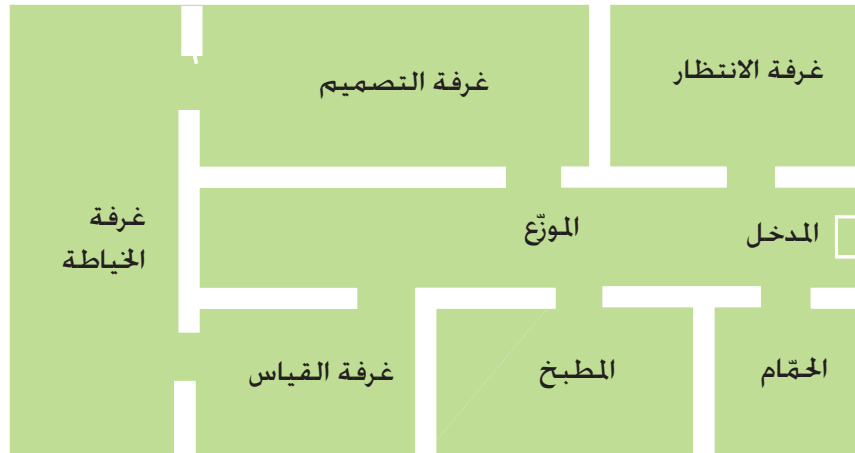 غرفة الانتظار
غرفة التصميم
المدخل
الموزّع
غرفة
الخياطة
الحمّام
المطبخ
غرفة القياس